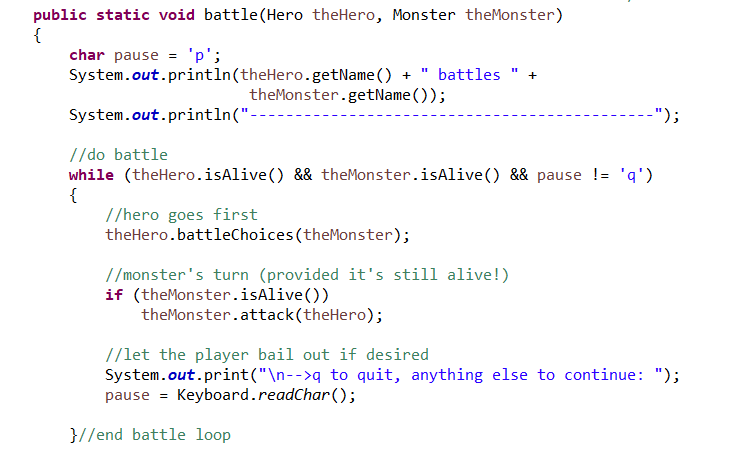 public static void battle(Hero theHero, Monster theMonster)
{
    char pause = 'p';
    System.out.println(theHero.getName() + " battles " +
                        theMonster.getName());
    System.out.println("---------------------------------------------");

    //do battle
    while (theHero.isAlive() && theMonster.isAlive() && pause != 'q')
    {
        //hero goes first
        theHero.battleChoices(theMonster);

        //monster's turn (provided it's still alive!)
        if (theMonster.isAlive())
            theMonster.attack(theHero);

        //let the player bail out if desired
        System.out.print("\n-->q to quit, anything else to continue: ");
        pause = Keyboard.readChar();

    }//end battle loop